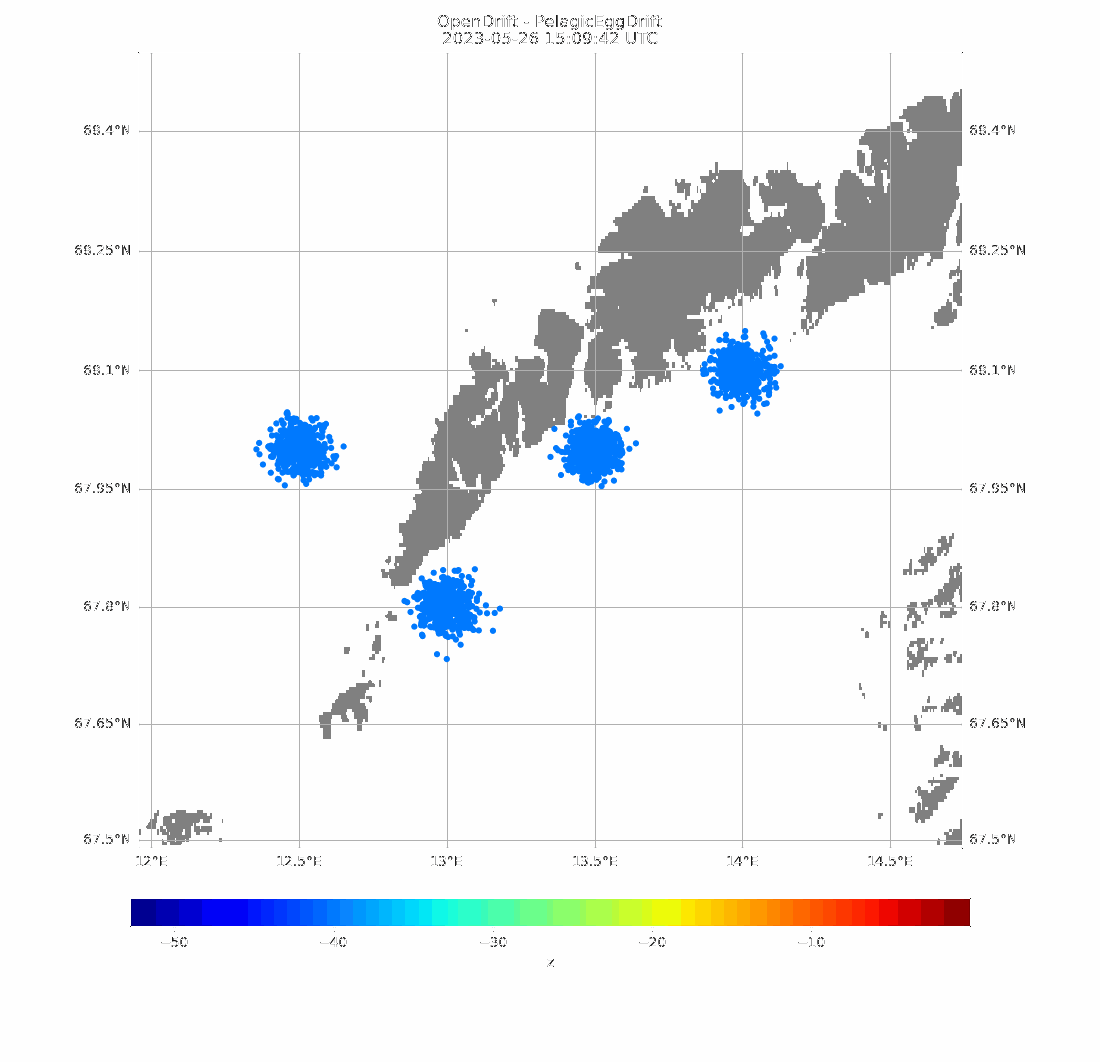 OpenDrift - PelagicEggDrift
2023-05-26 15:09:42 UTC
68.4°N 68.4°N
68.25°N 68.25°N
68.1°N 68.1°N
67.95°N 67.95°N
67.8°N 67.8°N
67.65°N 67.65°N
67.5°N 67.5°N
12°E 12.5°E 13°E 13.5°E 14°E 14.5°E
−50 −40 −30 −20 −10
z